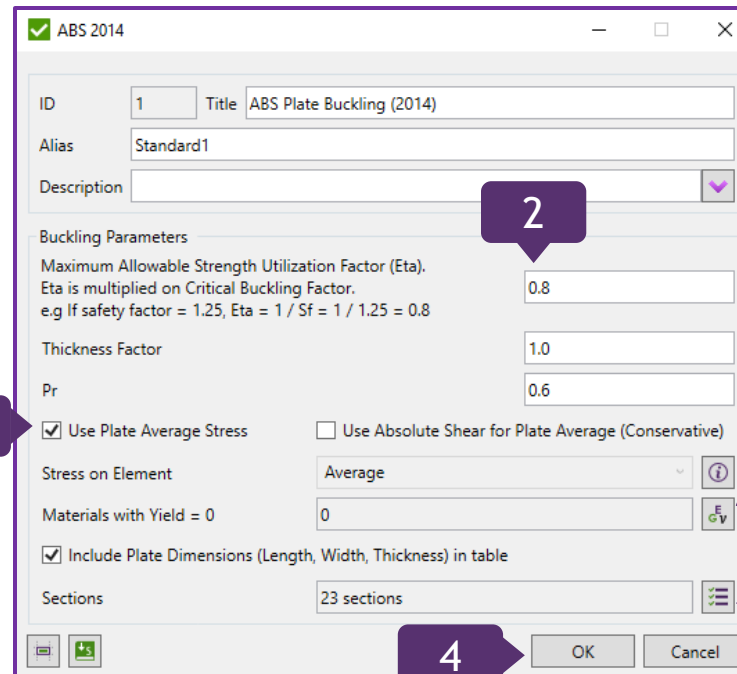 ABS 2014
ID 1 Title ABS Plate Buckling (2014)
Alias Standard1
Description
2
Buckling Parameters
Maximum Allowable Strength Utilization Factor (Eta).
Eta is multiplied on Critical Buckling Factor.
e.g If safety factor = 1.25, Eta = 1 / Sf = 1 / 1.25 = 0.8
0.8
Thickness Factor 1.0
Pr 0.6
Use Plate Average Stress Use Absolute Shear for Plate Average (Conservative)
Stress on Element Average
Materials with Yield = 0 0
Include Plate Dimensions (Length, Width, Thickness) in table
Sections 23 sections
4 OK Cancel